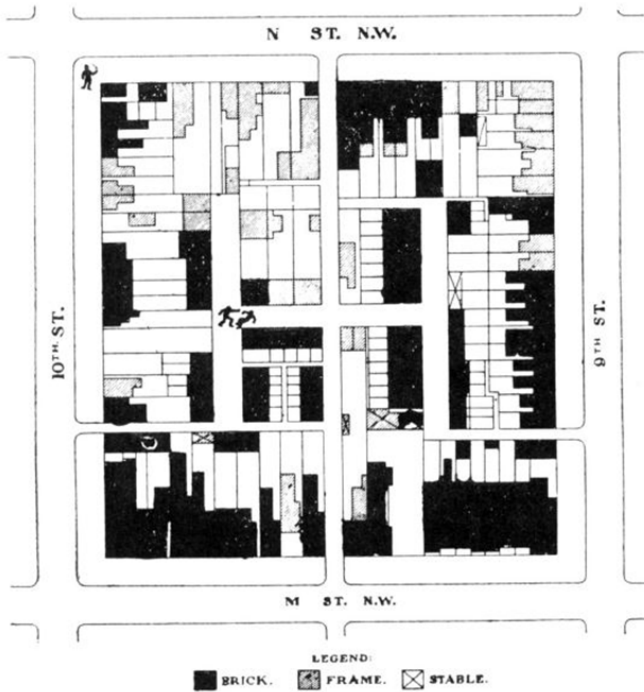 N ST. N.W.
10TH. ST.
9TH ST.
M ST. N.W.
LEGEND:
BRICK. FRAME. STABLE.